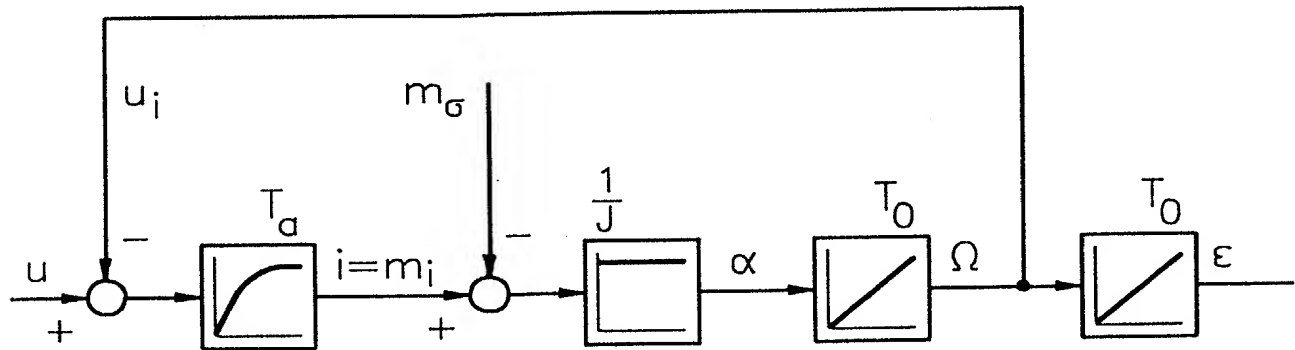 u_i
m_σ
T_a
1/J
T_0
T_0
−
−
u
i=m_i
α
Ω
ε
+
+